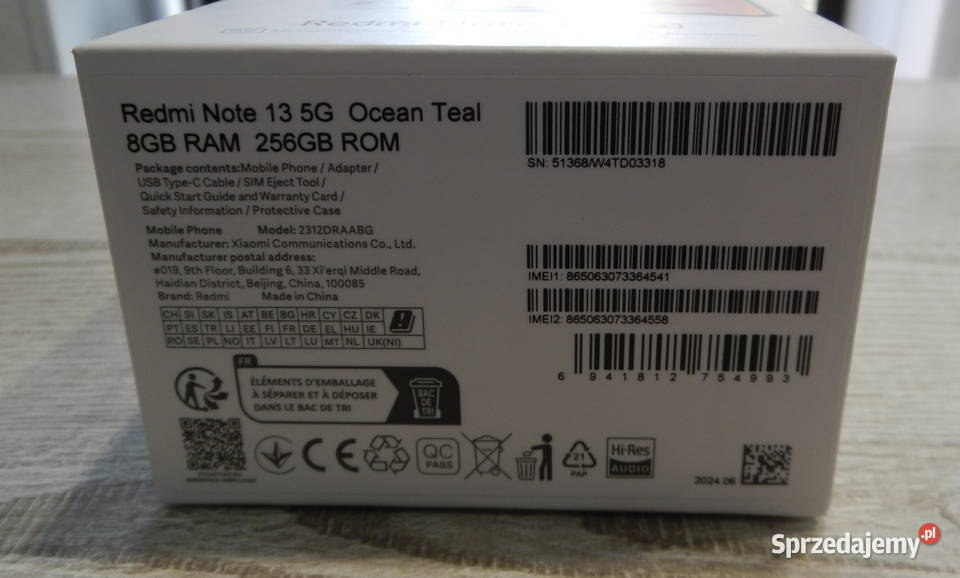 Redmi Note 13 5G Ocean Teal
8GB RAM 256GB ROM
Package contents:Mobile Phone / Adapter /
USB Type-C Cable / SIM Eject Tool /
Quick Start Guide and Warranty Card /
Safety Information / Protective Case
Mobile Phone Model: 2312DRAABG
Manufacturer: Xiaomi Communications Co., Ltd.
Manufacturer postal address:
#019, 9th Floor, Building 6, 33 Xi'erqi Middle Road,
Haidian District, Beijing, China, 100085
Brand: Redmi Made in China
CH SI SK IS AT BE BG HR CY CZ DK
PT ES TR LI EE FI FR DE EL HU IE
RO SE PL NO IT LV LT LU MT NL UK(NI)
SN: 51368/W4TD03318
IMEI1: 865063073364541
IMEI2: 865063073364558
6 941812 754993
FR
ÉLÉMENTS D'EMBALLAGE
À SÉPARER ET À DÉPOSER
DANS LE BAC DE TRI
BAC
DE
TRI
CE
QC
PASS
21
PAP
Hi-Res
AUDIO
2024.06
Sprzedajemy.pl